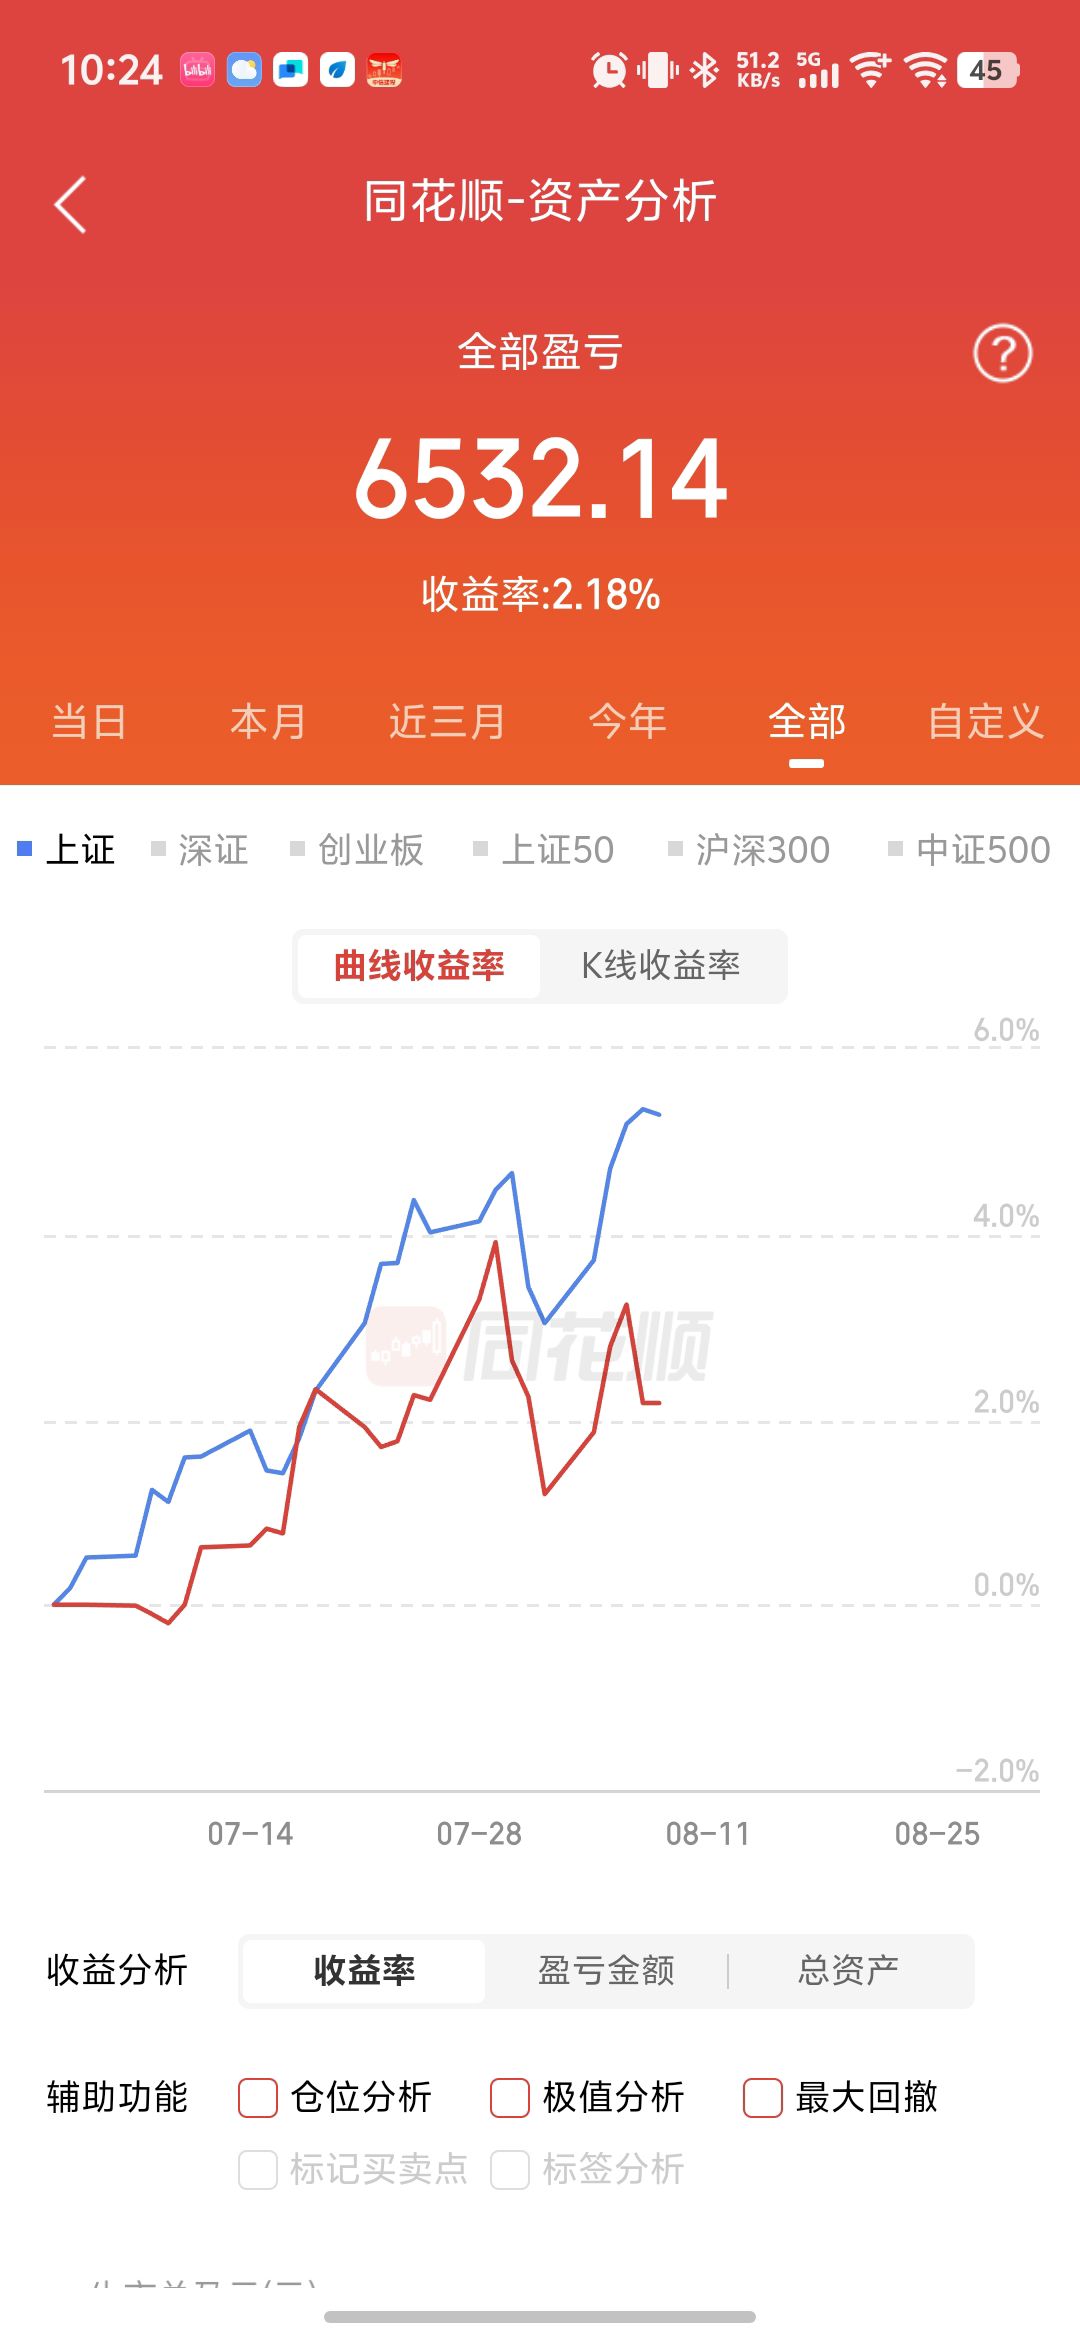 10:24 51.2 KB/s 5G 45
同花顺-资产分析
全部盈亏
6532.14
收益率:2.18%
当日 本月 近三月 今年 全部 自定义
上证 深证 创业板 上证50 沪深300 中证500
曲线收益率 K线收益率
6.0%
4.0%
同花顺
2.0%
0.0%
-2.0%
07-14 07-28 08-11 08-25
收益分析 收益率 盈亏金额 总资产
辅助功能 仓位分析 极值分析 最大回撤
标记买卖点 标签分析